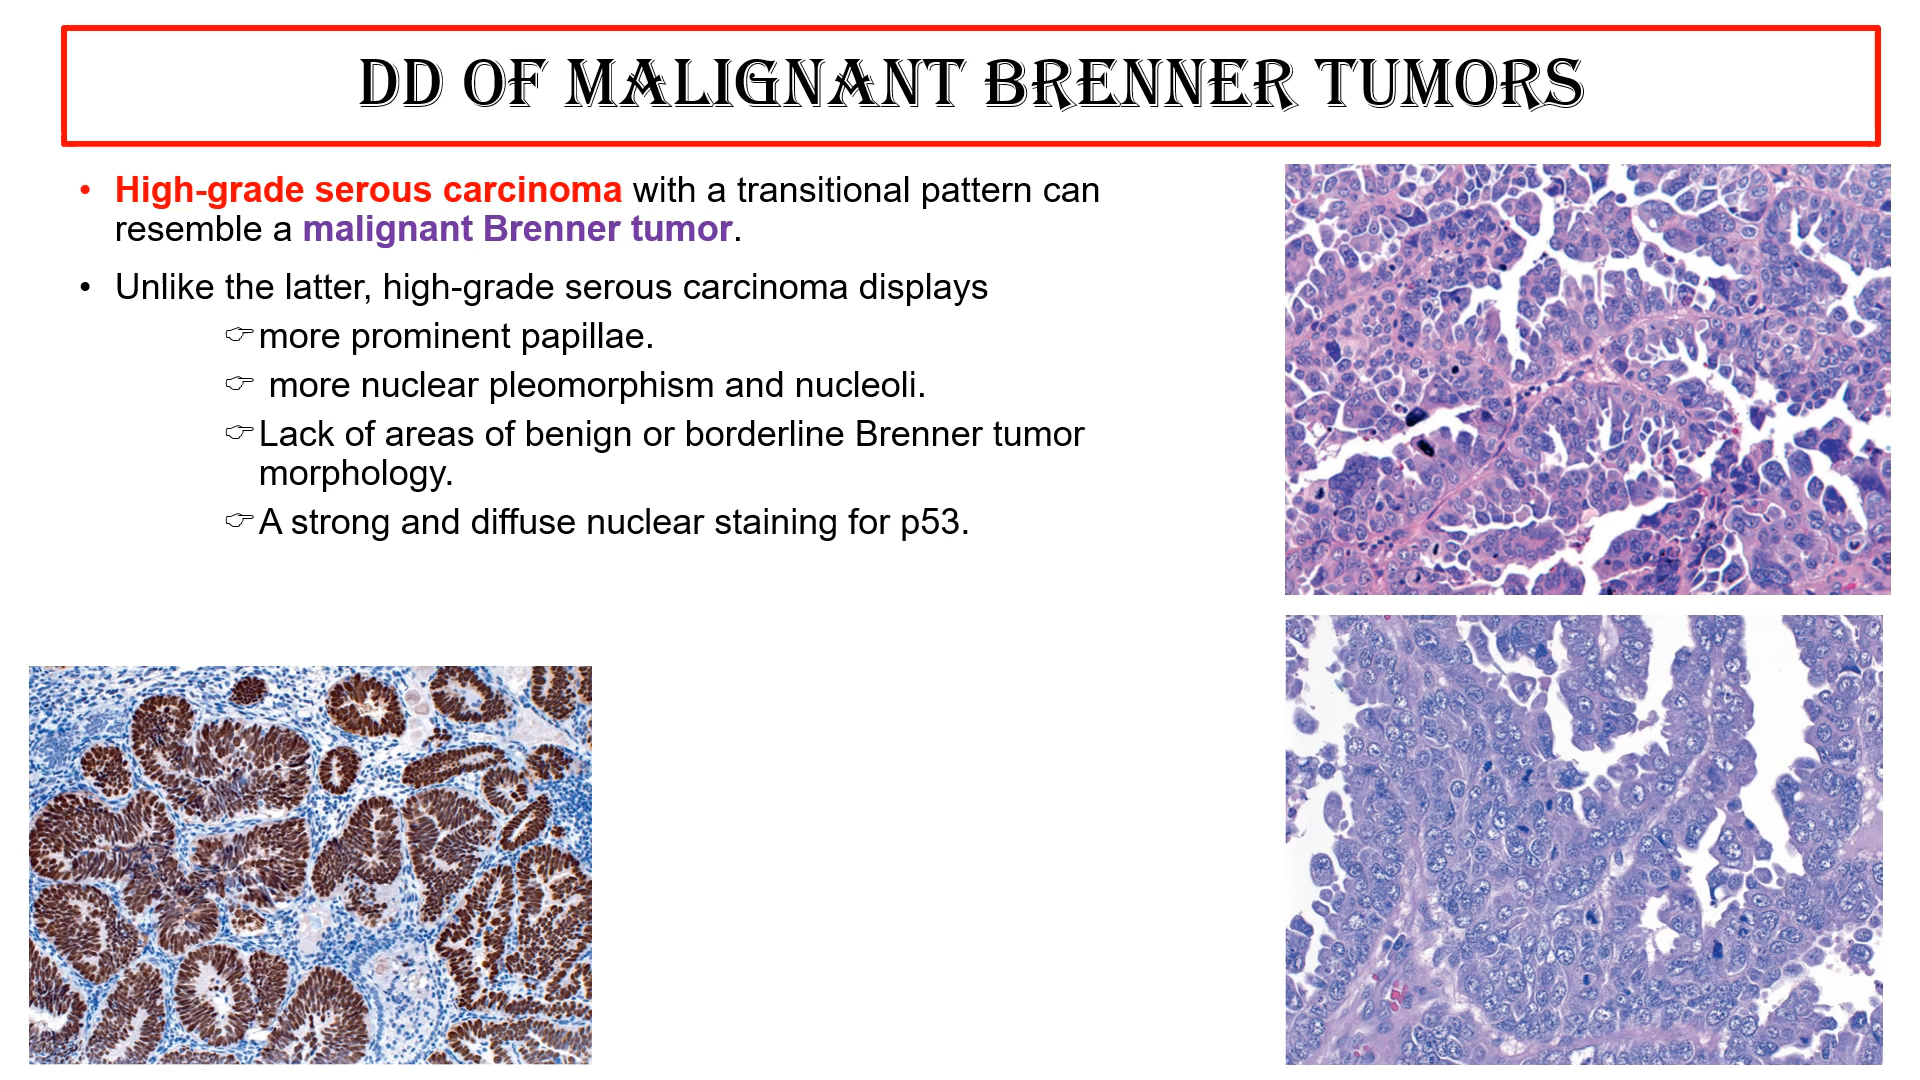 DD OF MALIGNANT BRENNER TUMORS
• High-grade serous carcinoma with a transitional pattern can
resemble a malignant Brenner tumor.
• Unlike the latter, high-grade serous carcinoma displays
☞ more prominent papillae.
☞ more nuclear pleomorphism and nucleoli.
☞ Lack of areas of benign or borderline Brenner tumor
morphology.
☞ A strong and diffuse nuclear staining for p53.